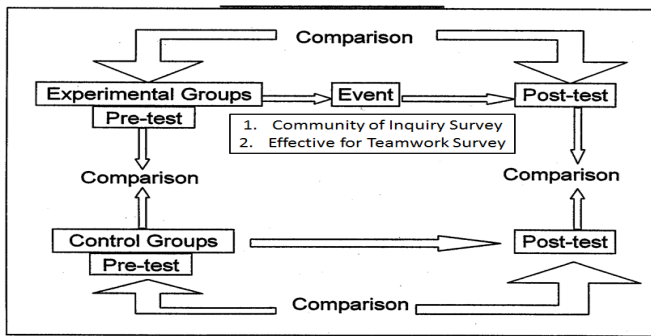 Comparison
Experimental Groups
Event
Post-test
Pre-test
1. Community of Inquiry Survey
2. Effective for Teamwork Survey
Comparison
Comparison
Control Groups
Post-test
Pre-test
Comparison